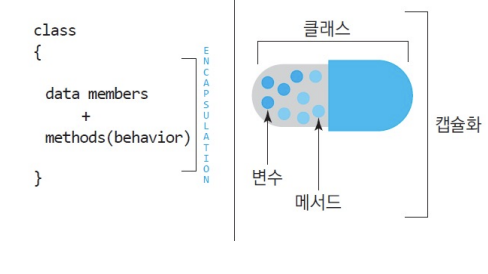 class
{
data members
+
methods(behavior)
}
ENCAPSULATION
클래스
변수
메서드
캡슐화